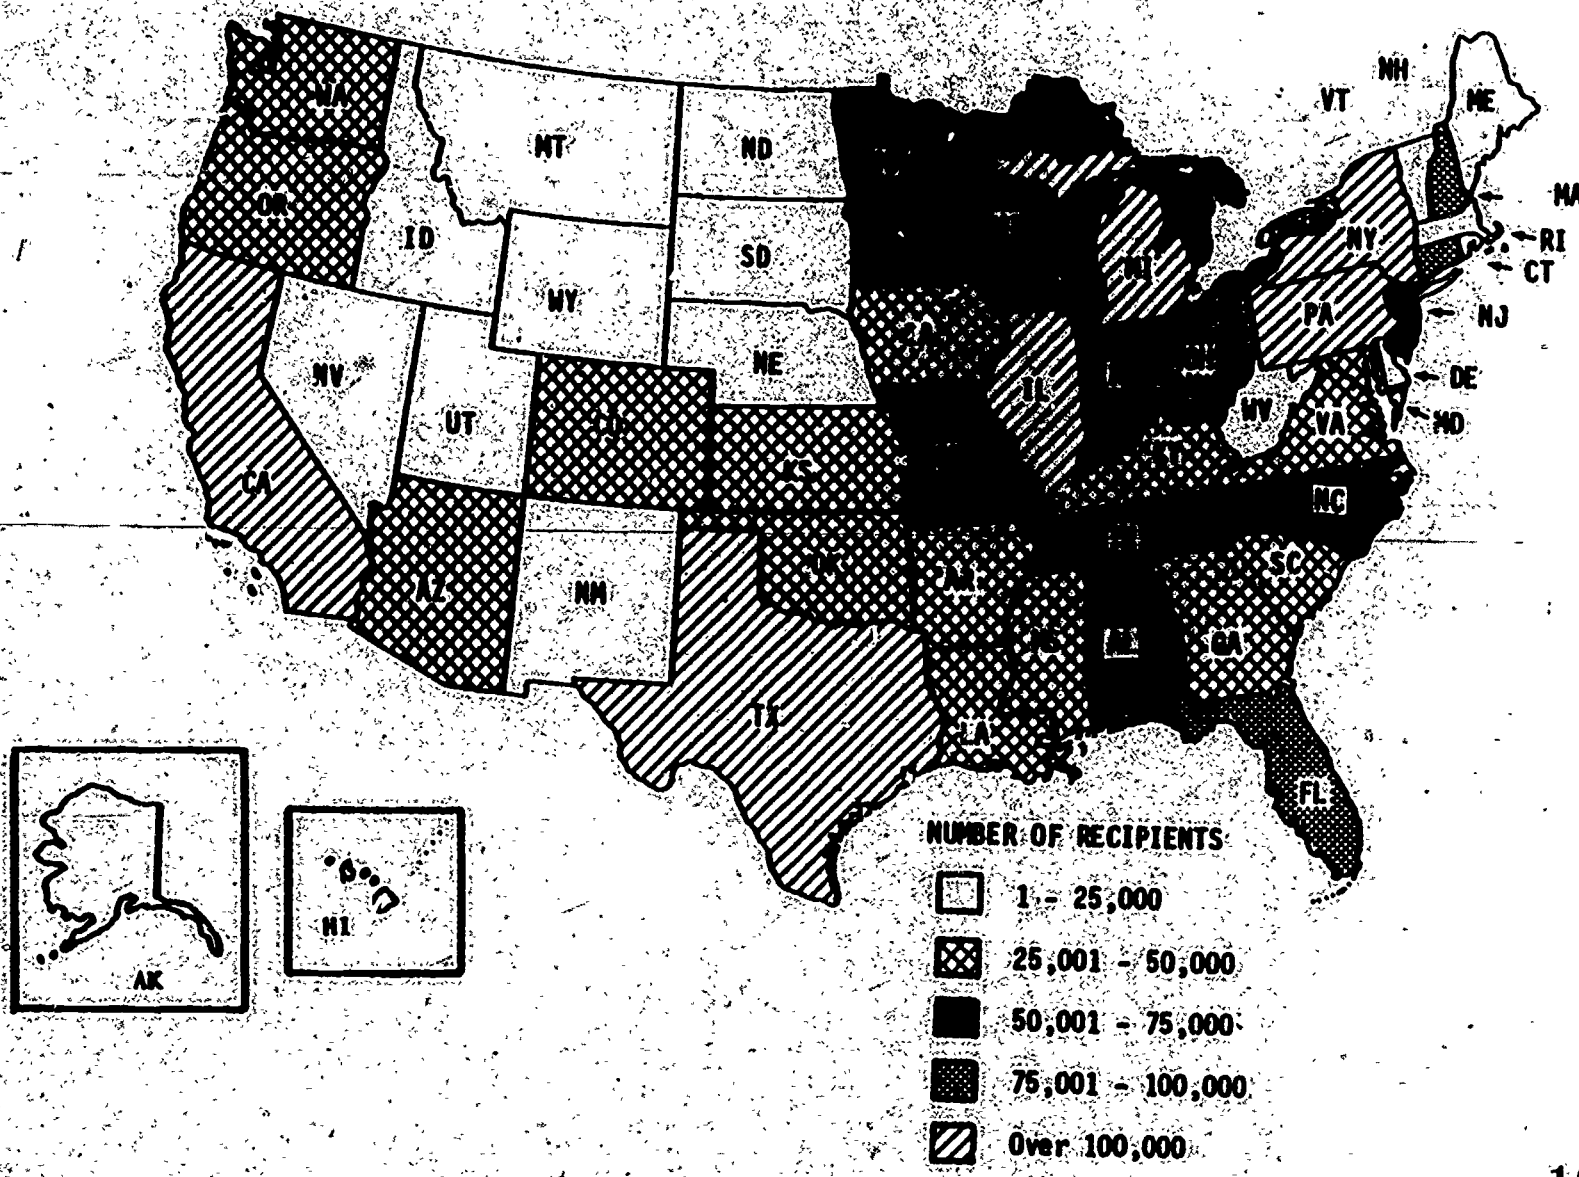 NH
VT
ME
WA
MT
ND
MA
OR
ID
SD
NY
RI
MI
CT
WY
PA
NJ
IA
NE
NV
IL
DE
UT
CO
WV
VA
MD
KS
KY
CA
NC
OK
AR
SC
AZ
NM
MS
AL
GA
TX
LA
FL
HI
AK
NUMBER OF RECIPIENTS
1 - 25,000
25,001 - 50,000
50,001 - 75,000
75,001 - 100,000
Over 100,000